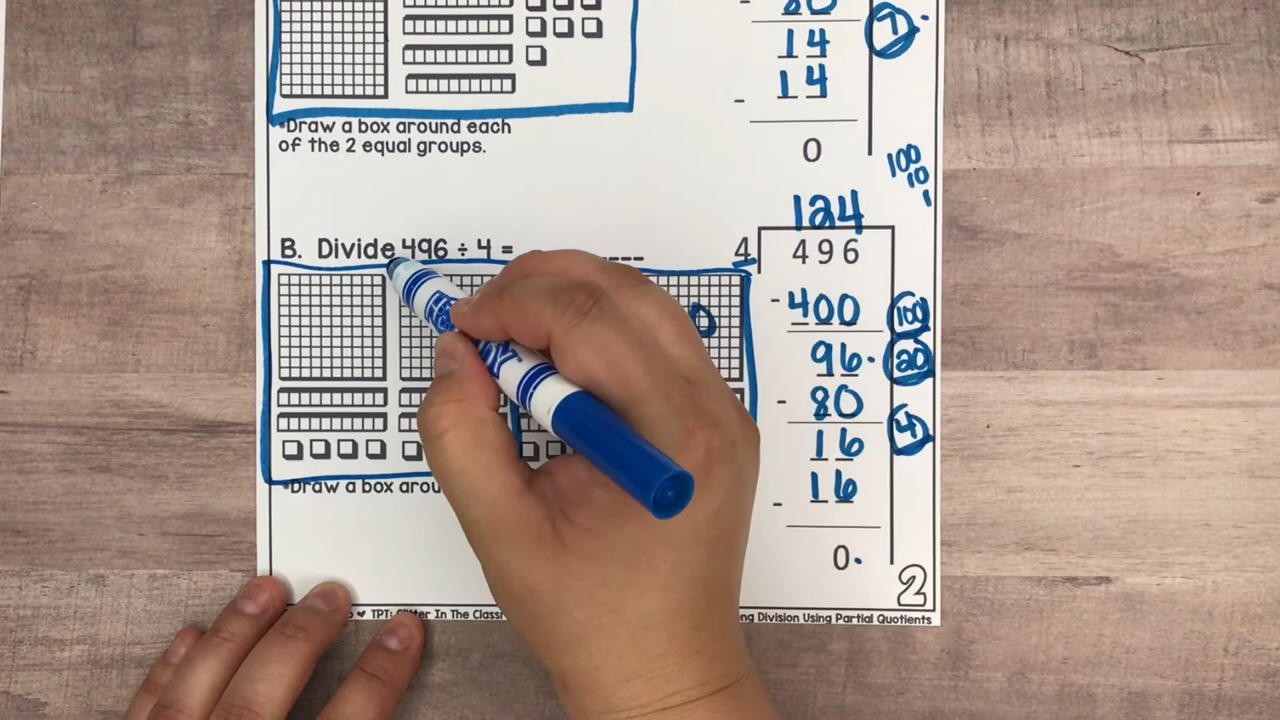 80
7
14
- 14
*Draw a box around each
of the 2 equal groups.
0
100
10
1
124
B. Divide 496 ÷ 4 =
4 496
- 400 100
96 20
- 80
16 4
- 16
*Draw a box
0
2
TPT: In The
Division Using Partial Quotients